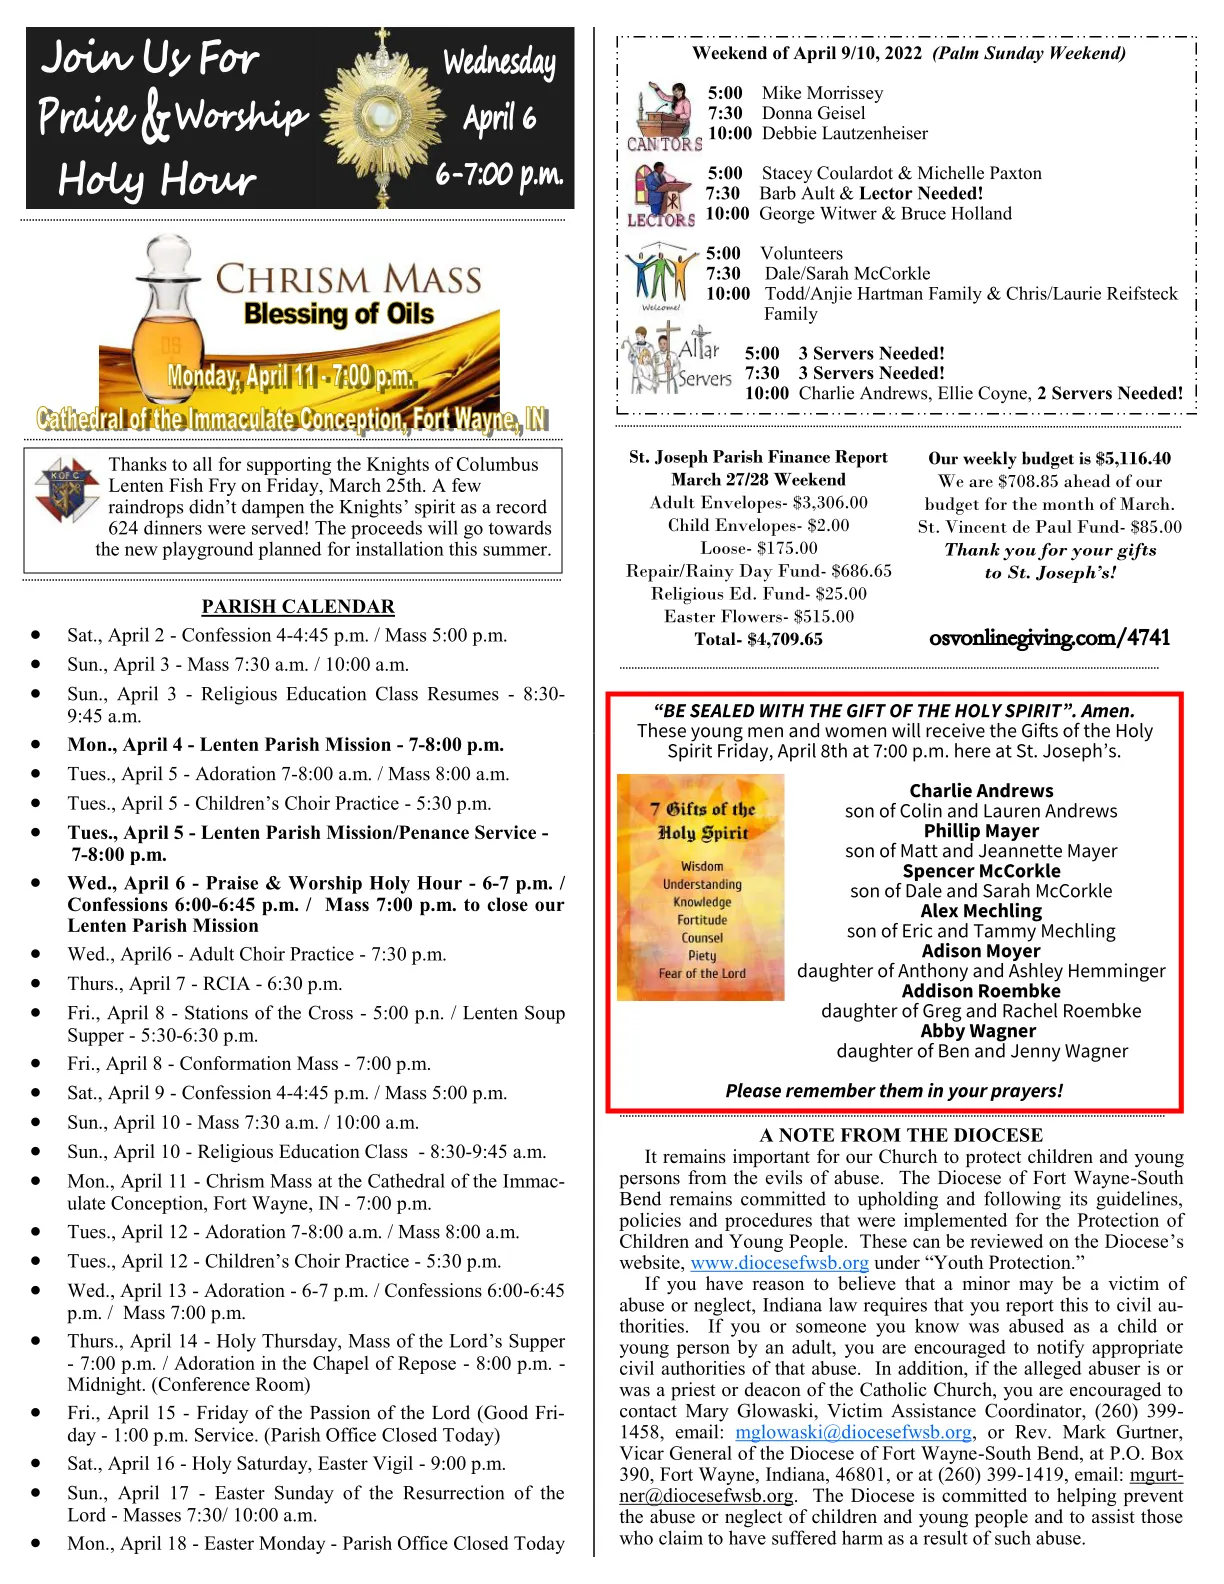 Join Us For
Praise & Worship
Holy Hour
Wednesday
April 6
6-7:00 p.m.
CHRISM MASS
Blessing of Oils
OS
Monday, April 11 - 7:00 p.m.
Cathedral of the Immaculate Conception, Fort Wayne, IN
K OF C
Thanks to all for supporting the Knights of Columbus
Lenten Fish Fry on Friday, March 25th. A few
raindrops didn’t dampen the Knights’ spirit as a record
624 dinners were served! The proceeds will go towards
the new playground planned for installation this summer.
PARISH CALENDAR
● Sat., April 2 - Confession 4-4:45 p.m. / Mass 5:00 p.m.
● Sun., April 3 - Mass 7:30 a.m. / 10:00 a.m.
● Sun., April 3 - Religious Education Class Resumes - 8:30-
9:45 a.m.
● Mon., April 4 - Lenten Parish Mission - 7-8:00 p.m.
● Tues., April 5 - Adoration 7-8:00 a.m. / Mass 8:00 a.m.
● Tues., April 5 - Children’s Choir Practice - 5:30 p.m.
● Tues., April 5 - Lenten Parish Mission/Penance Service -
7-8:00 p.m.
● Wed., April 6 - Praise & Worship Holy Hour - 6-7 p.m. /
Confessions 6:00-6:45 p.m. / Mass 7:00 p.m. to close our
Lenten Parish Mission
● Wed., April6 - Adult Choir Practice - 7:30 p.m.
● Thurs., April 7 - RCIA - 6:30 p.m.
● Fri., April 8 - Stations of the Cross - 5:00 p.n. / Lenten Soup
Supper - 5:30-6:30 p.m.
● Fri., April 8 - Conformation Mass - 7:00 p.m.
● Sat., April 9 - Confession 4-4:45 p.m. / Mass 5:00 p.m.
● Sun., April 10 - Mass 7:30 a.m. / 10:00 a.m.
● Sun., April 10 - Religious Education Class - 8:30-9:45 a.m.
● Mon., April 11 - Chrism Mass at the Cathedral of the Immac-
ulate Conception, Fort Wayne, IN - 7:00 p.m.
● Tues., April 12 - Adoration 7-8:00 a.m. / Mass 8:00 a.m.
● Tues., April 12 - Children’s Choir Practice - 5:30 p.m.
● Wed., April 13 - Adoration - 6-7 p.m. / Confessions 6:00-6:45
p.m. / Mass 7:00 p.m.
● Thurs., April 14 - Holy Thursday, Mass of the Lord’s Supper
- 7:00 p.m. / Adoration in the Chapel of Repose - 8:00 p.m. -
Midnight. (Conference Room)
● Fri., April 15 - Friday of the Passion of the Lord (Good Fri-
day - 1:00 p.m. Service. (Parish Office Closed Today)
● Sat., April 16 - Holy Saturday, Easter Vigil - 9:00 p.m.
● Sun., April 17 - Easter Sunday of the Resurrection of the
Lord - Masses 7:30/ 10:00 a.m.
● Mon., April 18 - Easter Monday - Parish Office Closed Today
Weekend of April 9/10, 2022 (Palm Sunday Weekend)
CANTORS
5:00 Mike Morrissey
7:30 Donna Geisel
10:00 Debbie Lautzenheiser
LECTORS
5:00 Stacey Coulardot & Michelle Paxton
7:30 Barb Ault & Lector Needed!
10:00 George Witwer & Bruce Holland
Welcome!
5:00 Volunteers
7:30 Dale/Sarah McCorkle
10:00 Todd/Anjie Hartman Family & Chris/Laurie Reifsteck
Family
Altar
Servers
5:00 3 Servers Needed!
7:30 3 Servers Needed!
10:00 Charlie Andrews, Ellie Coyne, 2 Servers Needed!
St. Joseph Parish Finance Report
March 27/28 Weekend
Adult Envelopes- $3,306.00
Child Envelopes- $2.00
Loose- $175.00
Repair/Rainy Day Fund- $686.65
Religious Ed. Fund- $25.00
Easter Flowers- $515.00
Total- $4,709.65
Our weekly budget is $5,116.40
We are $708.85 ahead of our
budget for the month of March.
St. Vincent de Paul Fund- $85.00
Thank you for your gifts
to St. Joseph’s!
osvonlinegiving.com/4741
“BE SEALED WITH THE GIFT OF THE HOLY SPIRIT”. Amen.
These young men and women will receive the Gifts of the Holy
Spirit Friday, April 8th at 7:00 p.m. here at St. Joseph’s.
7 Gifts of the
Holy Spirit
Wisdom
Understanding
Knowledge
Fortitude
Counsel
Piety
Fear of the Lord
Charlie Andrews
son of Colin and Lauren Andrews
Phillip Mayer
son of Matt and Jeannette Mayer
Spencer McCorkle
son of Dale and Sarah McCorkle
Alex Mechling
son of Eric and Tammy Mechling
Adison Moyer
daughter of Anthony and Ashley Hemminger
Addison Roembke
daughter of Greg and Rachel Roembke
Abby Wagner
daughter of Ben and Jenny Wagner
Please remember them in your prayers!
A NOTE FROM THE DIOCESE
It remains important for our Church to protect children and young
persons from the evils of abuse. The Diocese of Fort Wayne-South
Bend remains committed to upholding and following its guidelines,
policies and procedures that were implemented for the Protection of
Children and Young People. These can be reviewed on the Diocese’s
website, www.diocesefwsb.org under “Youth Protection.”
If you have reason to believe that a minor may be a victim of
abuse or neglect, Indiana law requires that you report this to civil au-
thorities. If you or someone you know was abused as a child or
young person by an adult, you are encouraged to notify appropriate
civil authorities of that abuse. In addition, if the alleged abuser is or
was a priest or deacon of the Catholic Church, you are encouraged to
contact Mary Glowaski, Victim Assistance Coordinator, (260) 399-
1458, email: mglowaski@diocesefwsb.org, or Rev. Mark Gurtner,
Vicar General of the Diocese of Fort Wayne-South Bend, at P.O. Box
390, Fort Wayne, Indiana, 46801, or at (260) 399-1419, email: mgurt-
ner@diocesefwsb.org. The Diocese is committed to helping prevent
the abuse or neglect of children and young people and to assist those
who claim to have suffered harm as a result of such abuse.